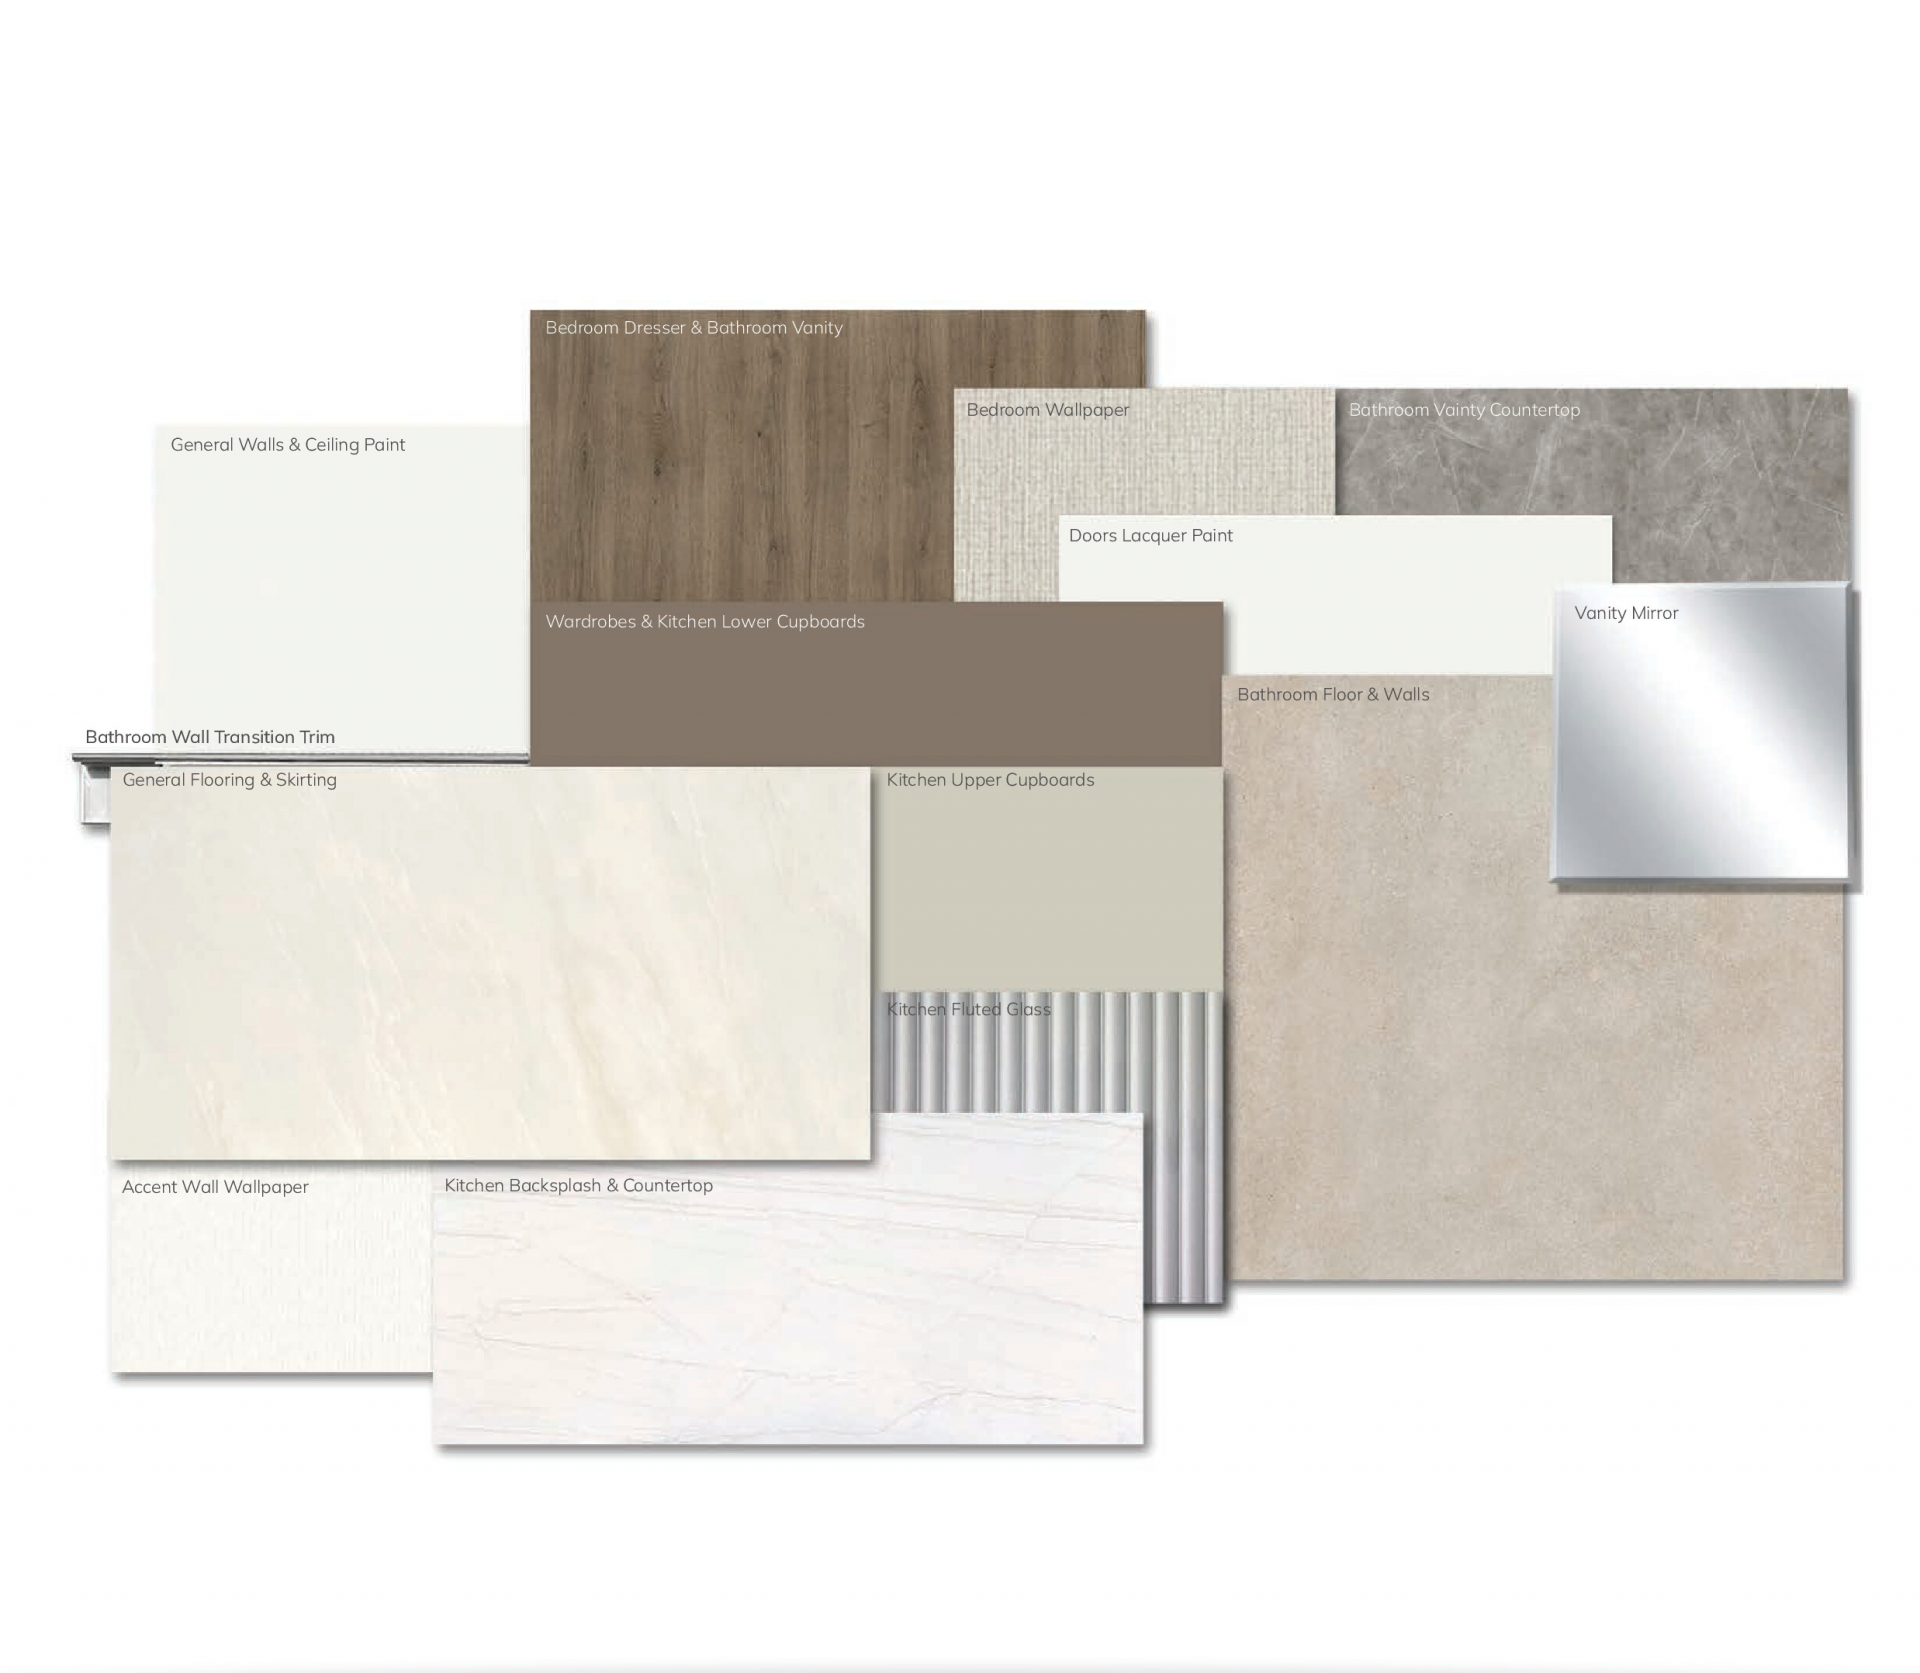 Bedroom Dresser & Bathroom Vanity
Bedroom Wallpaper
Bathroom Vainty Countertop
General Walls & Ceiling Paint
Doors Lacquer Paint
Vanity Mirror
Wardrobes & Kitchen Lower Cupboards
Bathroom Floor & Walls
Bathroom Wall Transition Trim
General Flooring & Skirting
Kitchen Upper Cupboards
Kitchen Fluted Glass
Accent Wall Wallpaper
Kitchen Backsplash & Countertop